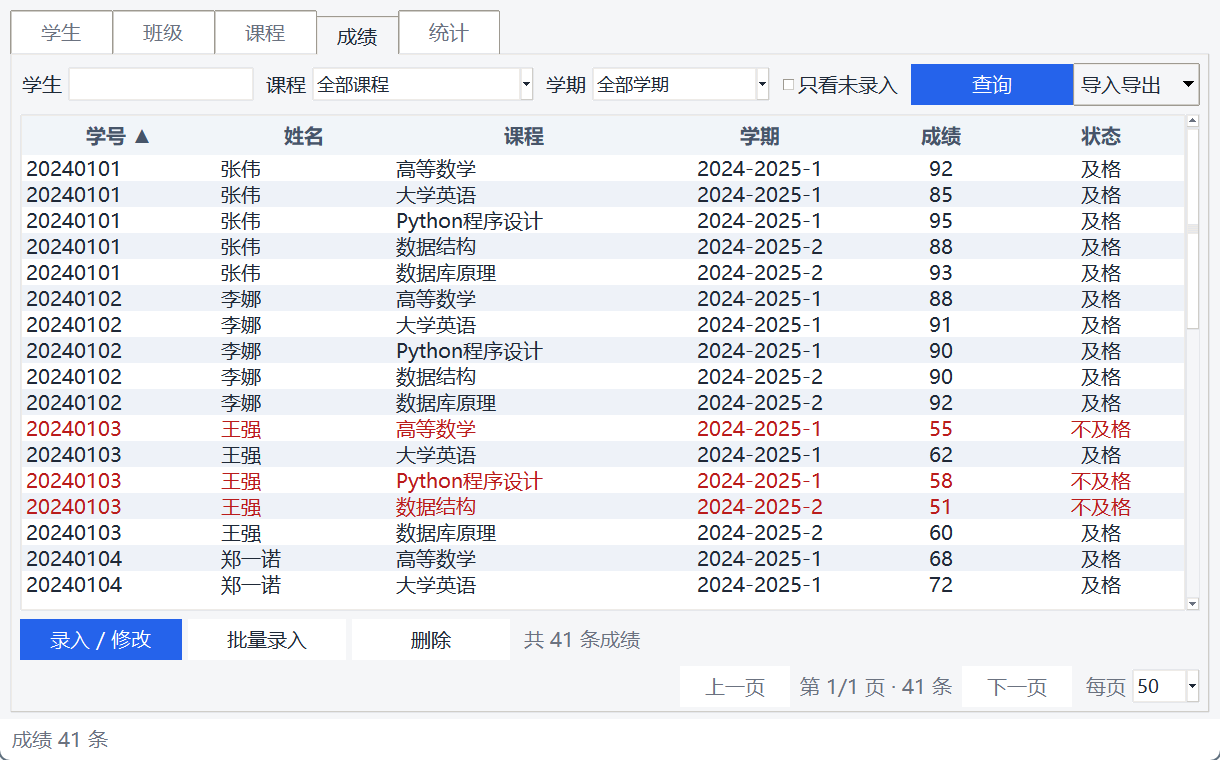 学生 班级 课程 成绩 统计
学生 课程 全部课程 学期 全部学期 只看未录入 查询 导入导出
学号 ▲ 姓名 课程 学期 成绩 状态
20240101 张伟 高等数学 2024-2025-1 92 及格
20240101 张伟 大学英语 2024-2025-1 85 及格
20240101 张伟 Python程序设计 2024-2025-1 95 及格
20240101 张伟 数据结构 2024-2025-2 88 及格
20240101 张伟 数据库原理 2024-2025-2 93 及格
20240102 李娜 高等数学 2024-2025-1 88 及格
20240102 李娜 大学英语 2024-2025-1 91 及格
20240102 李娜 Python程序设计 2024-2025-1 90 及格
20240102 李娜 数据结构 2024-2025-2 90 及格
20240102 李娜 数据库原理 2024-2025-2 92 及格
20240103 王强 高等数学 2024-2025-1 55 不及格
20240103 王强 大学英语 2024-2025-1 62 及格
20240103 王强 Python程序设计 2024-2025-1 58 不及格
20240103 王强 数据结构 2024-2025-2 51 不及格
20240103 王强 数据库原理 2024-2025-2 60 及格
20240104 郑一诺 高等数学 2024-2025-1 68 及格
20240104 郑一诺 大学英语 2024-2025-1 72 及格
录入 / 修改 批量录入 删除 共 41 条成绩
上一页 第 1/1 页 · 41 条 下一页 每页 50
成绩 41 条